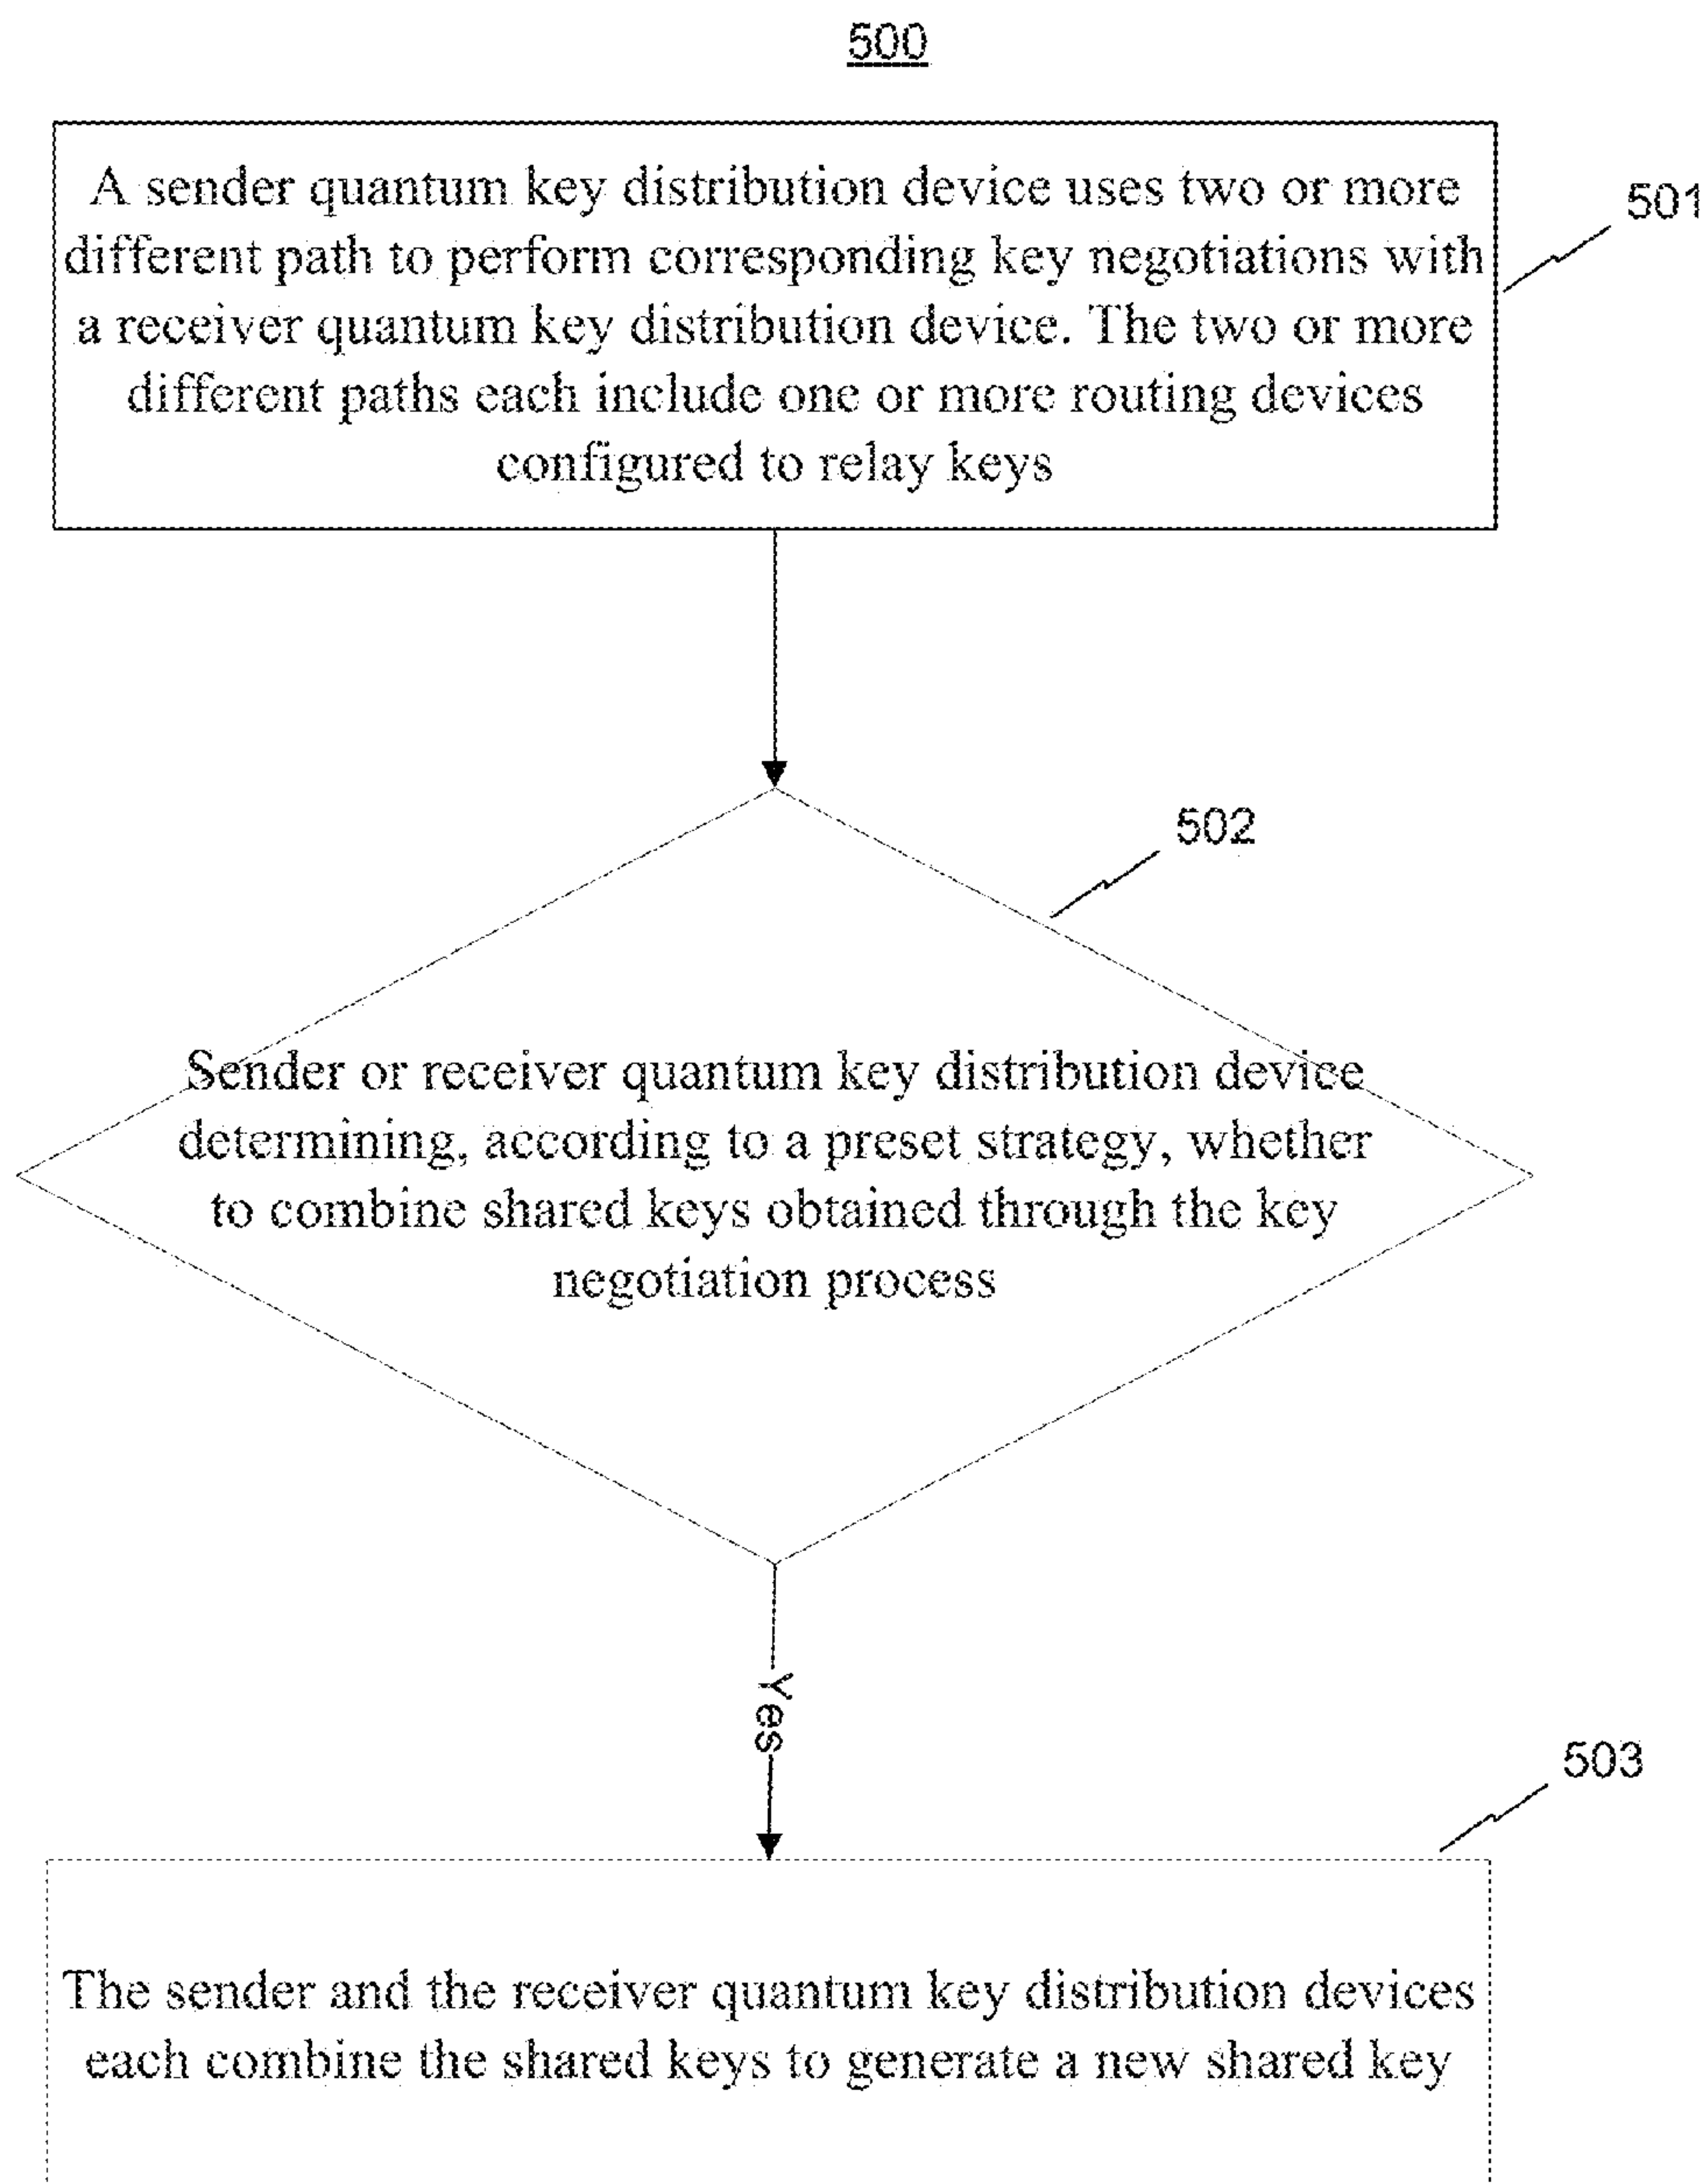 500
A sender quantum key distribution device uses two or more
different path to perform corresponding key negotiations with
a receiver quantum key distribution device. The two or more
different paths each include one or more routing devices
configured to relay keys
501
502
Sender or receiver quantum key distribution device
determining, according to a preset strategy, whether
to combine shared keys obtained through the key
negotiation process
Yes
503
The sender and the receiver quantum key distribution devices
each combine the shared keys to generate a new shared key